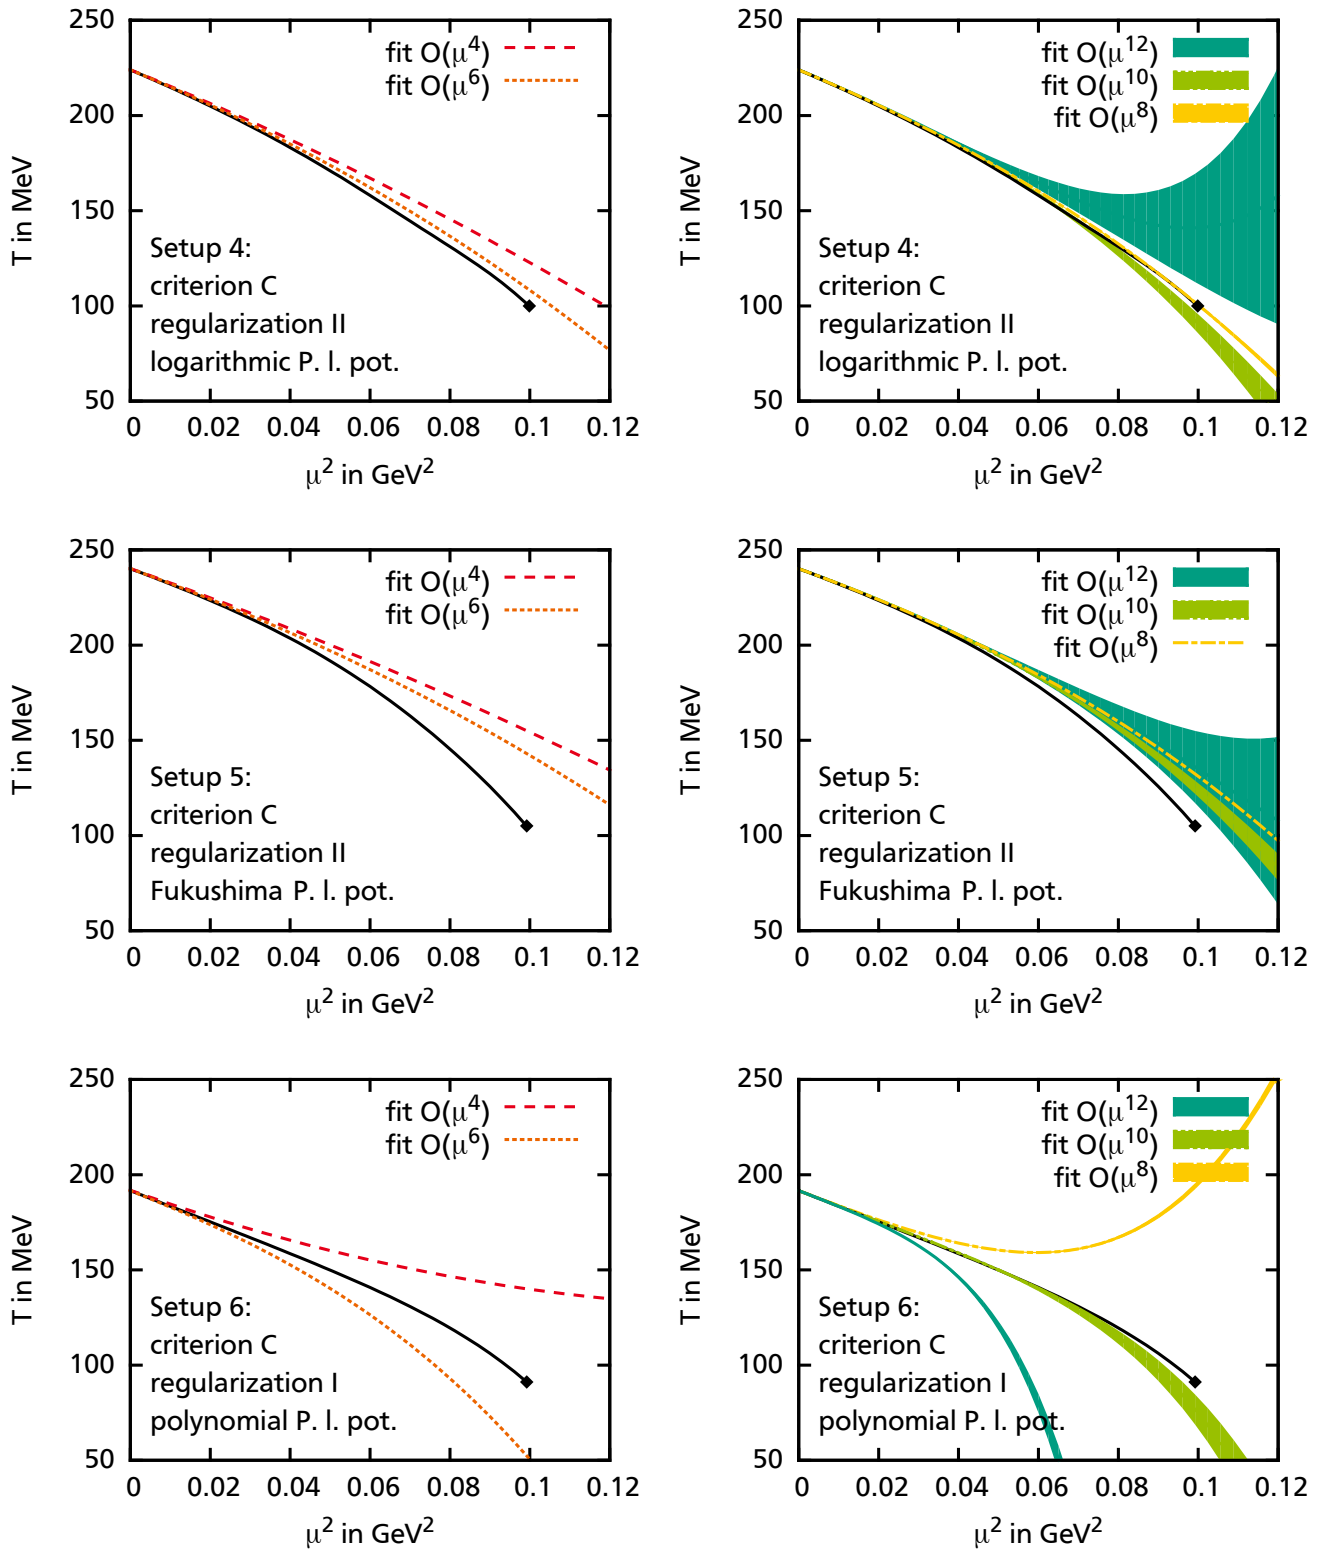 250
200
150
100
50
T in MeV
fit O(μ⁴)
fit O(μ⁶)
Setup 4:
criterion C
regularization II
logarithmic P. l. pot.
0 0.02 0.04 0.06 0.08 0.1 0.12
μ² in GeV²
250
200
150
100
50
T in MeV
fit O(μ¹²)
fit O(μ¹⁰)
fit O(μ⁸)
Setup 4:
criterion C
regularization II
logarithmic P. l. pot.
0 0.02 0.04 0.06 0.08 0.1 0.12
μ² in GeV²
250
200
150
100
50
T in MeV
fit O(μ⁴)
fit O(μ⁶)
Setup 5:
criterion C
regularization II
Fukushima P. l. pot.
0 0.02 0.04 0.06 0.08 0.1 0.12
μ² in GeV²
250
200
150
100
50
T in MeV
fit O(μ¹²)
fit O(μ¹⁰)
fit O(μ⁸)
Setup 5:
criterion C
regularization II
Fukushima P. l. pot.
0 0.02 0.04 0.06 0.08 0.1 0.12
μ² in GeV²
250
200
150
100
50
T in MeV
fit O(μ⁴)
fit O(μ⁶)
Setup 6:
criterion C
regularization I
polynomial P. l. pot.
0 0.02 0.04 0.06 0.08 0.1 0.12
μ² in GeV²
250
200
150
100
50
T in MeV
fit O(μ¹²)
fit O(μ¹⁰)
fit O(μ⁸)
Setup 6:
criterion C
regularization I
polynomial P. l. pot.
0 0.02 0.04 0.06 0.08 0.1 0.12
μ² in GeV²